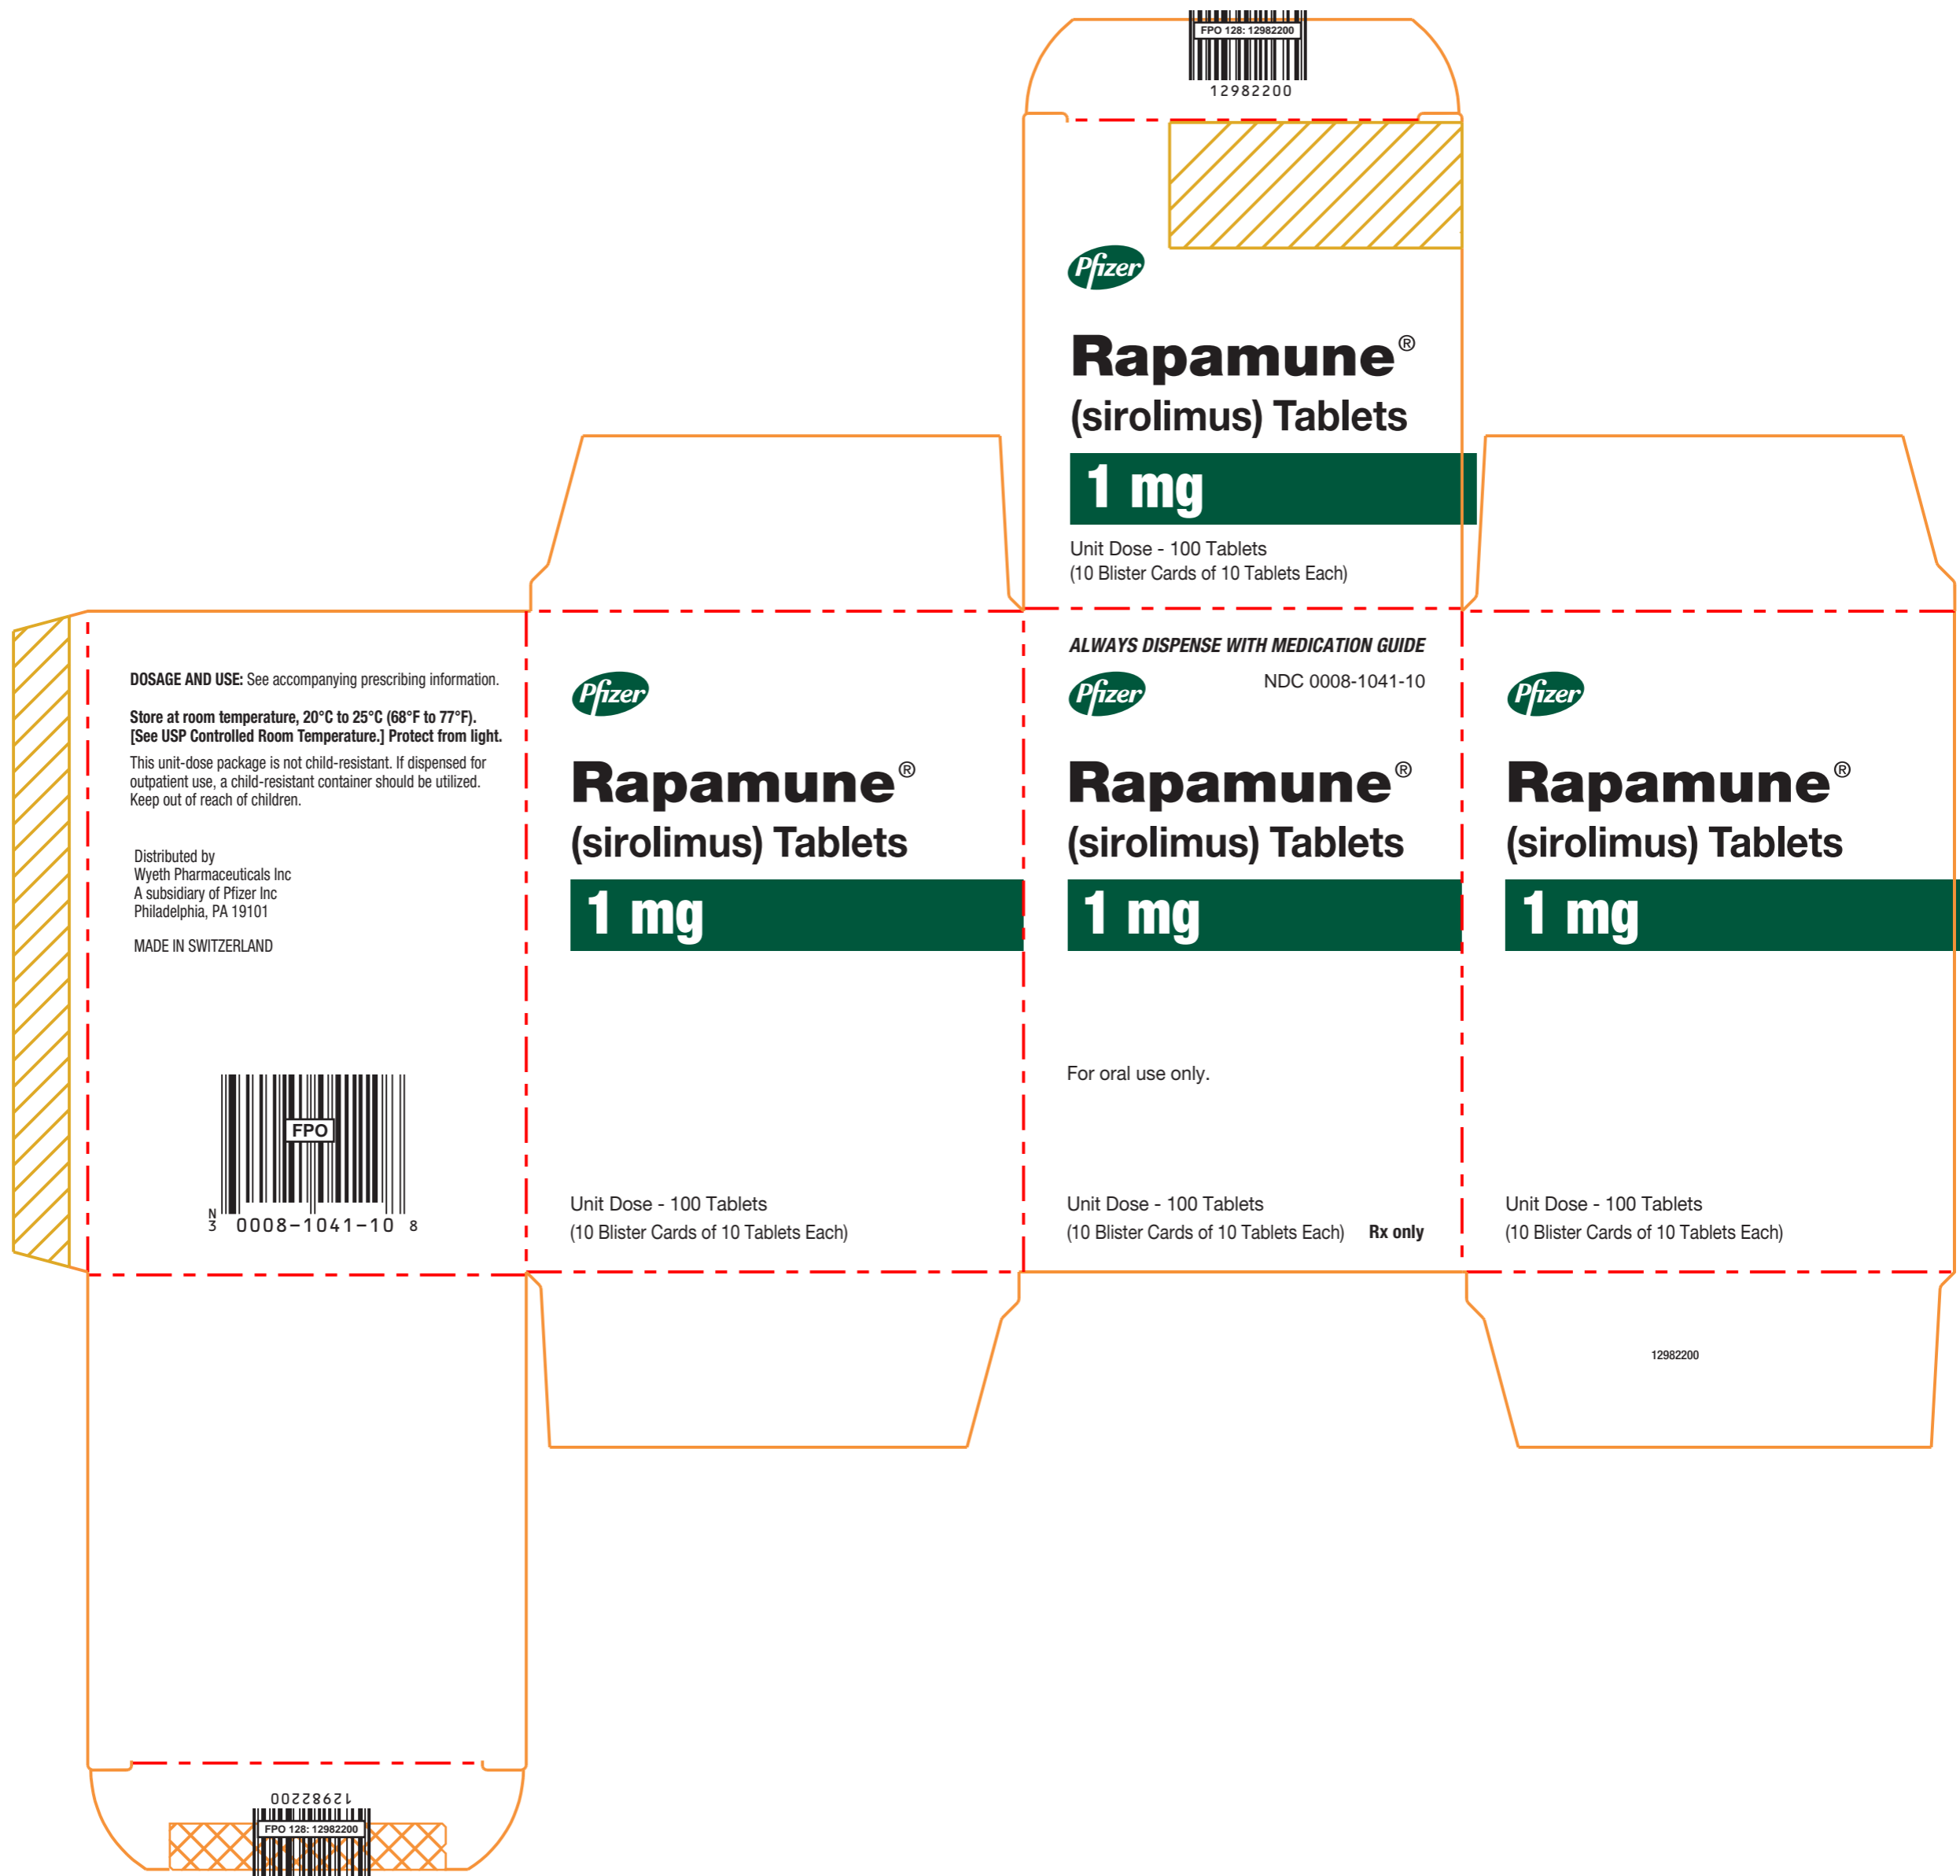 FPO 128: 12982200
12982200
Pfizer
Rapamune®
(sirolimus) Tablets
1 mg
Unit Dose - 100 Tablets
(10 Blister Cards of 10 Tablets Each)
DOSAGE AND USE: See accompanying prescribing information.
Store at room temperature, 20°C to 25°C (68°F to 77°F).
[See USP Controlled Room Temperature.] Protect from light.
This unit-dose package is not child-resistant. If dispensed for
outpatient use, a child-resistant container should be utilized.
Keep out of reach of children.
Distributed by
Wyeth Pharmaceuticals Inc
A subsidiary of Pfizer Inc
Philadelphia, PA 19101
MADE IN SWITZERLAND
FPO
N
3 0008-1041-10 8
Pfizer
Rapamune®
(sirolimus) Tablets
1 mg
Unit Dose - 100 Tablets
(10 Blister Cards of 10 Tablets Each)
ALWAYS DISPENSE WITH MEDICATION GUIDE
Pfizer NDC 0008-1041-10
Rapamune®
(sirolimus) Tablets
1 mg
For oral use only.
Unit Dose - 100 Tablets
(10 Blister Cards of 10 Tablets Each) Rx only
Pfizer
Rapamune®
(sirolimus) Tablets
1 mg
Unit Dose - 100 Tablets
(10 Blister Cards of 10 Tablets Each)
12982200
12982200
FPO 128: 12982200